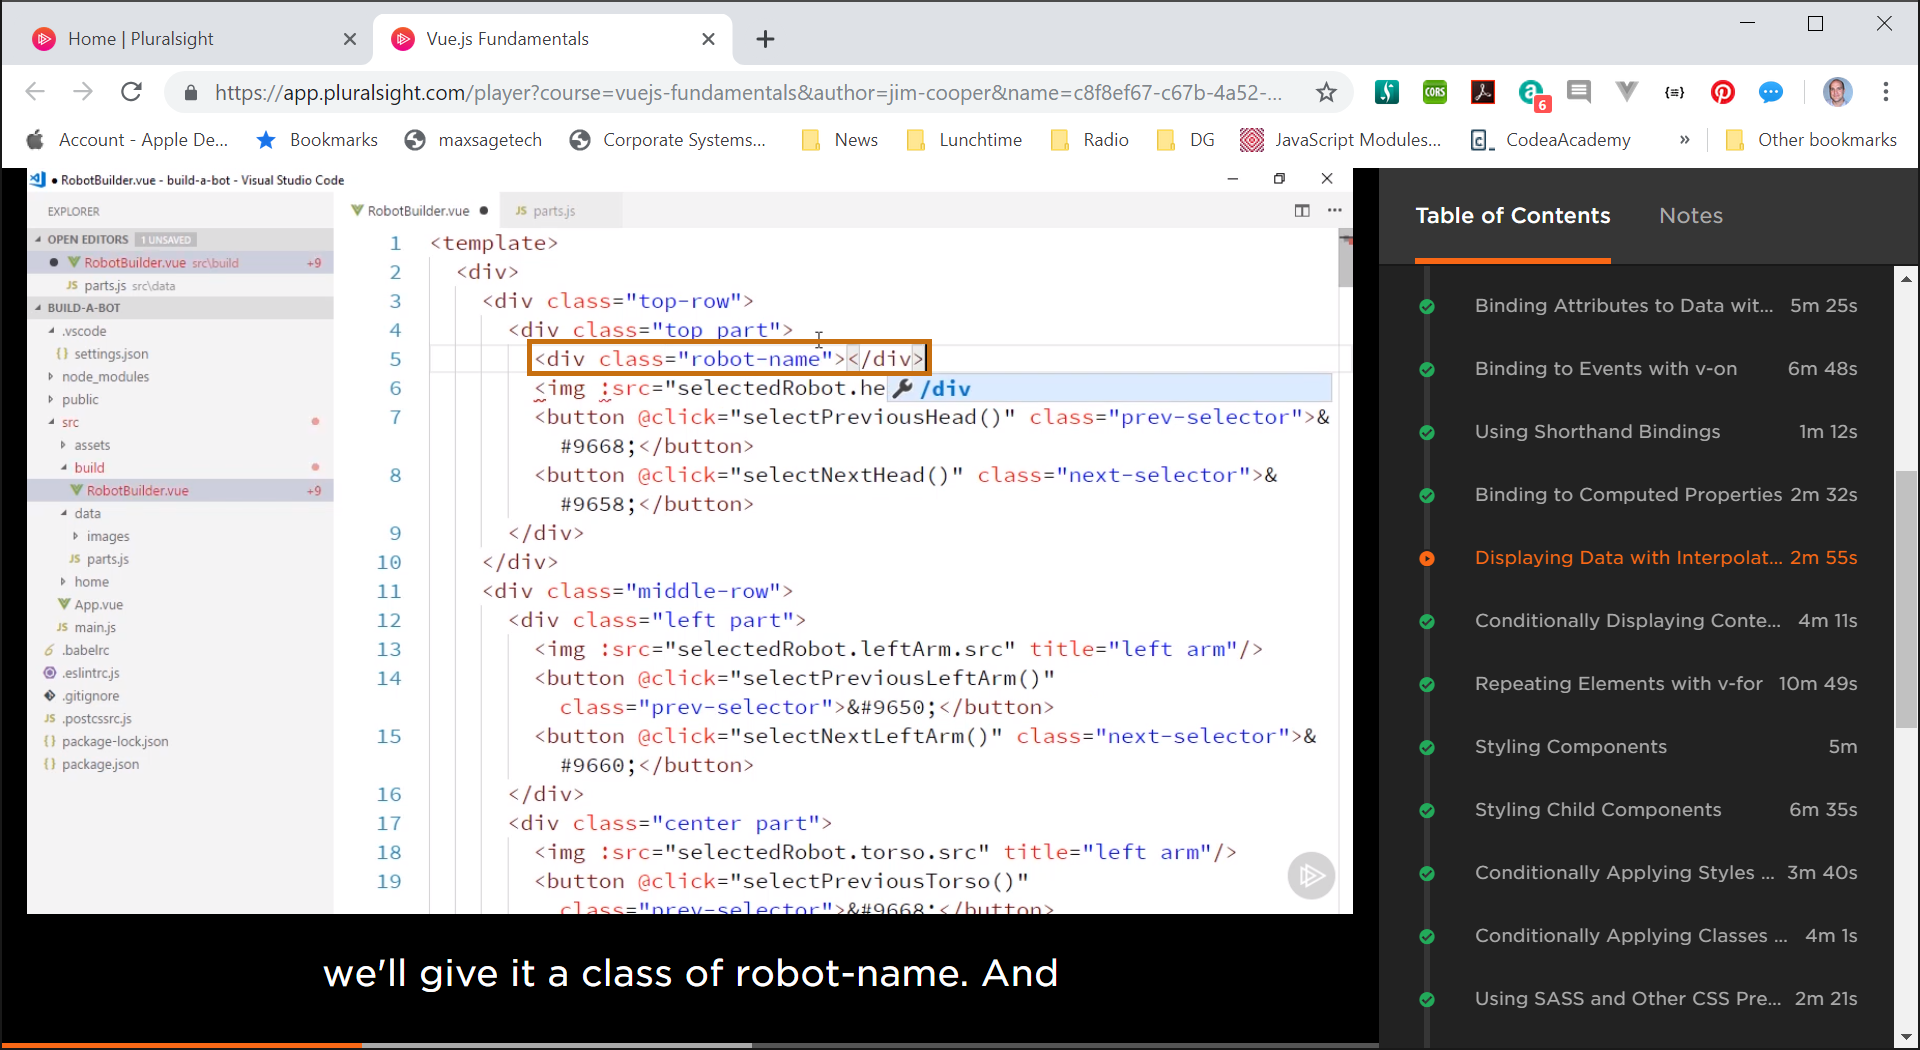 Home | Pluralsight
Vue.js Fundamentals
https://app.pluralsight.com/player?course=vuejs-fundamentals&author=jim-cooper&name=c8f8ef67-c67b-4a52-...
CORS
6
Account - Apple De...
Bookmarks
maxsagetech
Corporate Systems...
News
Lunchtime
Radio
DG
JavaScript Modules...
CodeaAcademy
»
Other bookmarks
● RobotBuilder.vue - build-a-bot - Visual Studio Code
EXPLORER
OPEN EDITORS 1 UNSAVED
RobotBuilder.vue src\build +9
JS parts.js src\data
BUILD-A-BOT
.vscode
{} settings.json
node_modules
public
src
assets
build
RobotBuilder.vue +9
data
images
JS parts.js
home
App.vue
JS main.js
.babelrc
.eslintrc.js
.gitignore
JS .postcssrc.js
{} package-lock.json
{} package.json
RobotBuilder.vue ●
JS parts.js
1 <template>
2 <div>
3 <div class="top-row">
4 <div class="top part">
5 <div class="robot-name"></div>
6 <img :src="selectedRobot.he
/div
7 <button @click="selectPreviousHead()" class="prev-selector">&
#9668;</button>
8 <button @click="selectNextHead()" class="next-selector">&
#9658;</button>
9 </div>
10 </div>
11 <div class="middle-row">
12 <div class="left part">
13 <img :src="selectedRobot.leftArm.src" title="left arm"/>
14 <button @click="selectPreviousLeftArm()"
class="prev-selector">&#9650;</button>
15 <button @click="selectNextLeftArm()" class="next-selector">&
#9660;</button>
16 </div>
17 <div class="center part">
18 <img :src="selectedRobot.torso.src" title="left arm"/>
19 <button @click="selectPreviousTorso()"
class="prev-selector">&#9668;</button>
we'll give it a class of robot-name. And
Table of Contents
Notes
Binding Attributes to Data wit... 5m 25s
Binding to Events with v-on 6m 48s
Using Shorthand Bindings 1m 12s
Binding to Computed Properties 2m 32s
Displaying Data with Interpolat... 2m 55s
Conditionally Displaying Conte... 4m 11s
Repeating Elements with v-for 10m 49s
Styling Components 5m
Styling Child Components 6m 35s
Conditionally Applying Styles ... 3m 40s
Conditionally Applying Classes ... 4m 1s
Using SASS and Other CSS Pre... 2m 21s